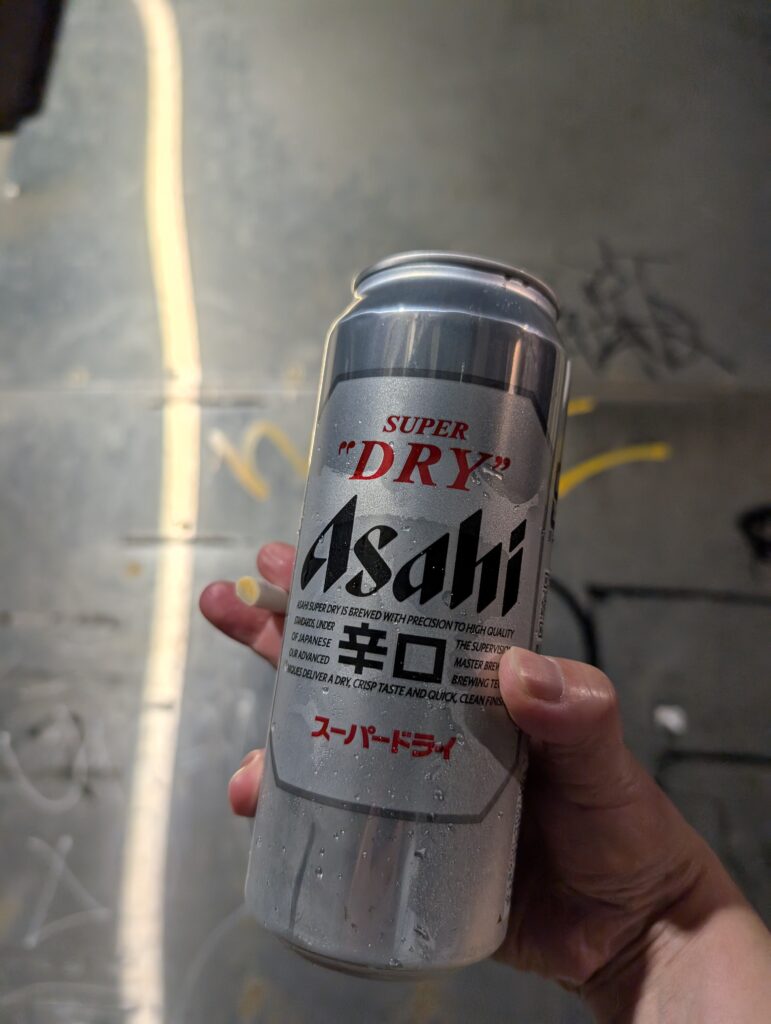 SUPER
"DRY"
Asahi
ASAHI SUPER DRY IS BREWED WITH PRECISION TO HIGH QUALITY
STANDARDS, UNDER THE SUPERVISION
OF JAPANESE MASTER
OUR ADVANCED BREWING
辛口
DELIVER A DRY, CRISP TASTE AND QUICK, CLEAN FINISH
スーパードライ